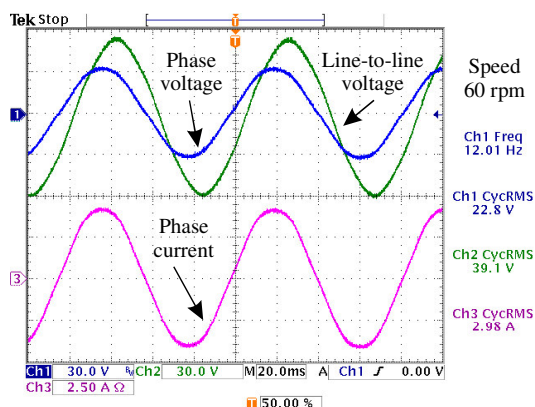 Tek Stop
T
T
Phase voltage
Line-to-line voltage
Speed 60 rpm
1
Ch1 Freq
12.01 Hz
Ch1 CycRMS
22.8 V
Phase current
Ch2 CycRMS
39.1 V
3
Ch3 CycRMS
2.98 A
Ch1 30.0 V Ch2 30.0 V M 20.0ms A Ch1 0.00 V
Ch3 2.50 A Ω
T 50.00 %